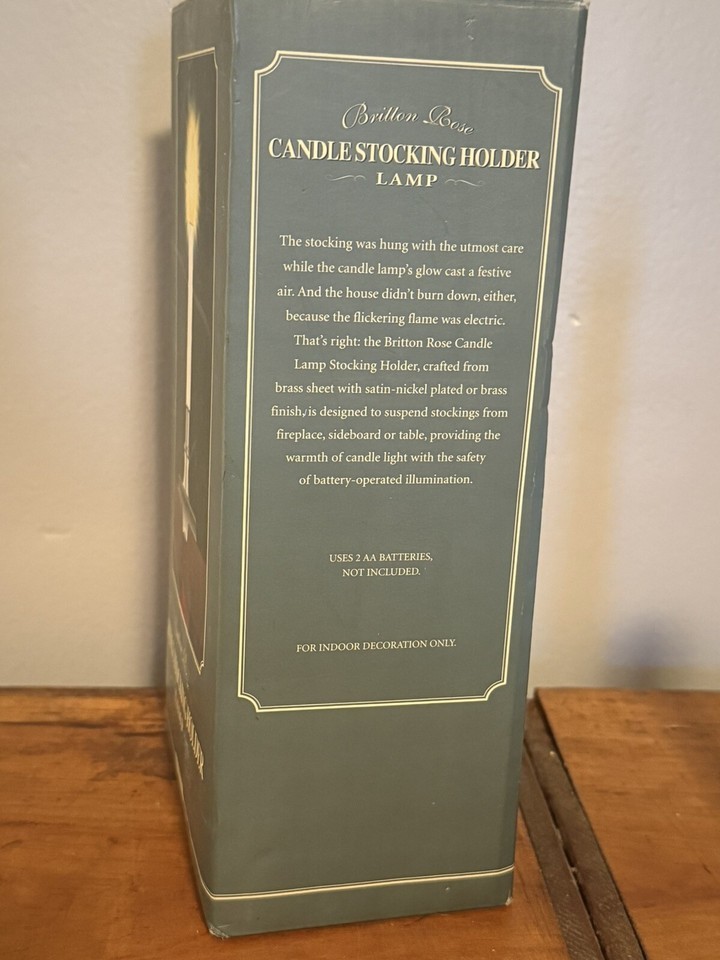 Britton Rose
CANDLE STOCKING HOLDER
LAMP
The stocking was hung with the utmost care
while the candle lamp's glow cast a festive
air. And the house didn't burn down, either,
because the flickering flame was electric.
That's right: the Britton Rose Candle
Lamp Stocking Holder, crafted from
brass sheet with satin-nickel plated or brass
finish, is designed to suspend stockings from
fireplace, sideboard or table, providing the
warmth of candle light with the safety
of battery-operated illumination.
USES 2 AA BATTERIES,
NOT INCLUDED.
FOR INDOOR DECORATION ONLY.